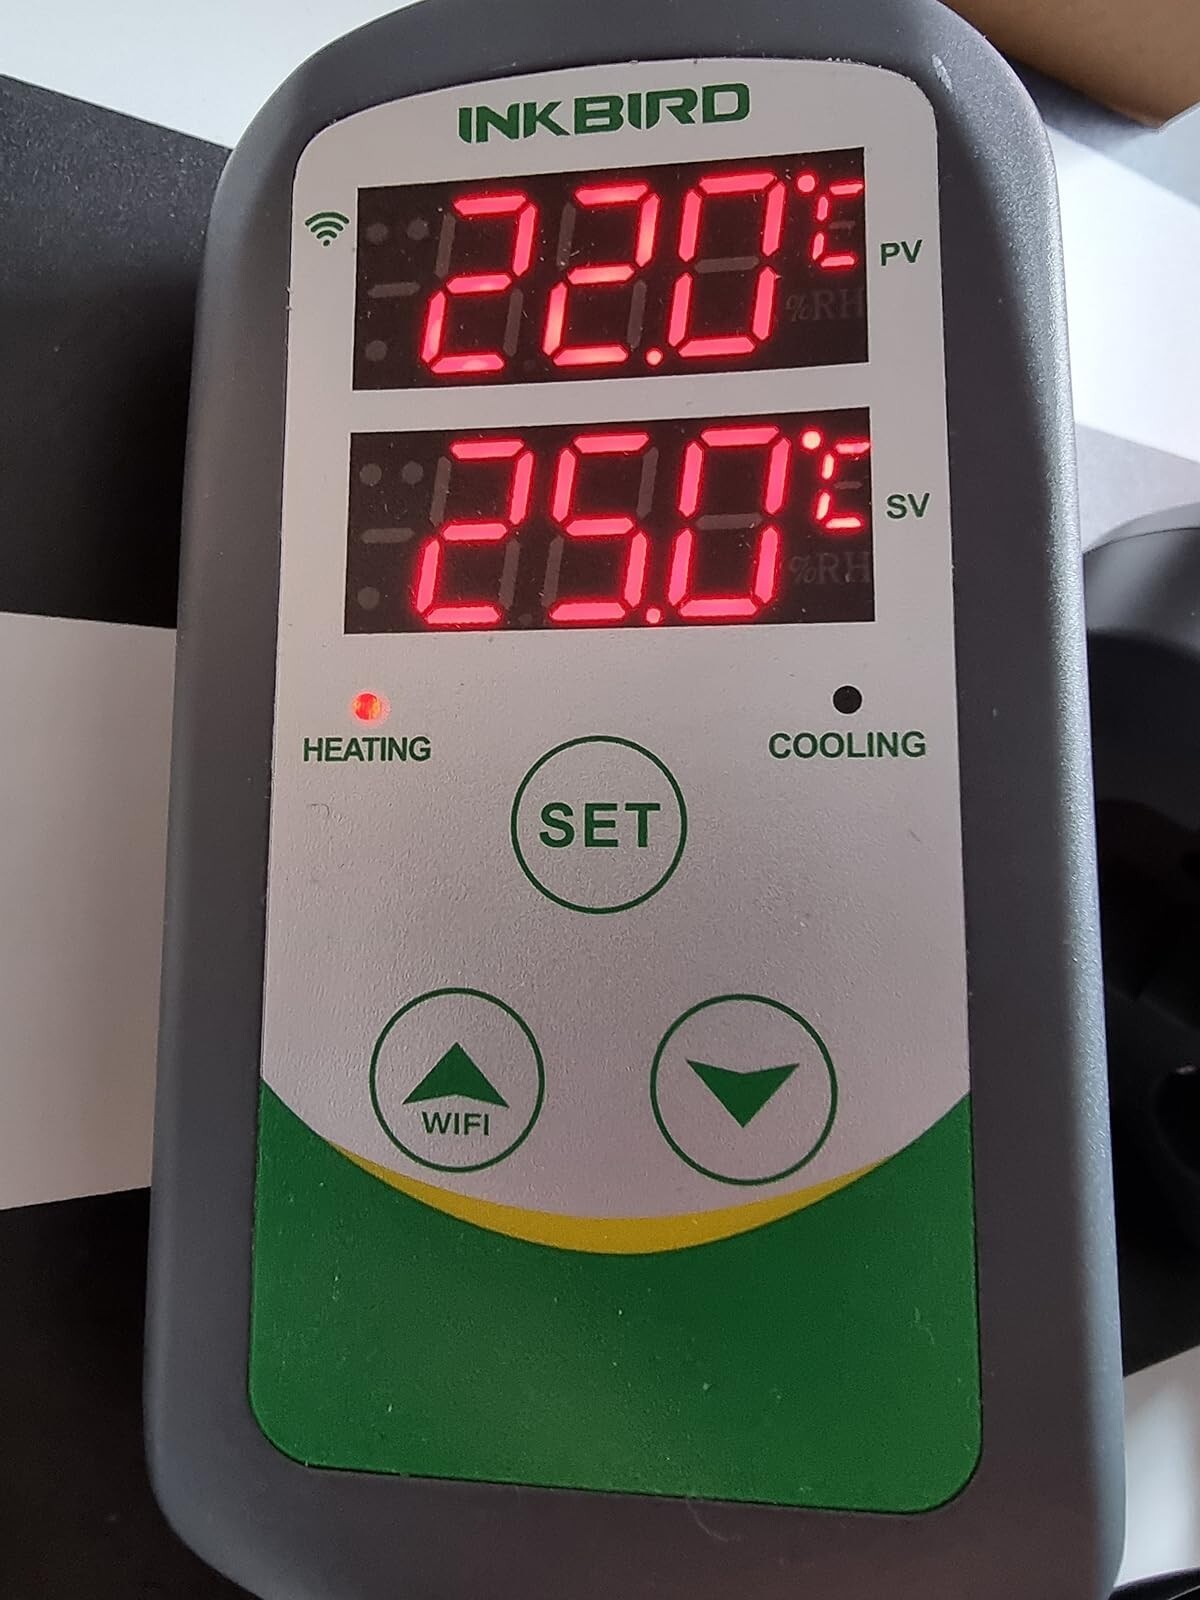 INKBIRD
22.0°C PV
%RH
25.0°C SV
%RH
HEATING
COOLING
SET
WIFI